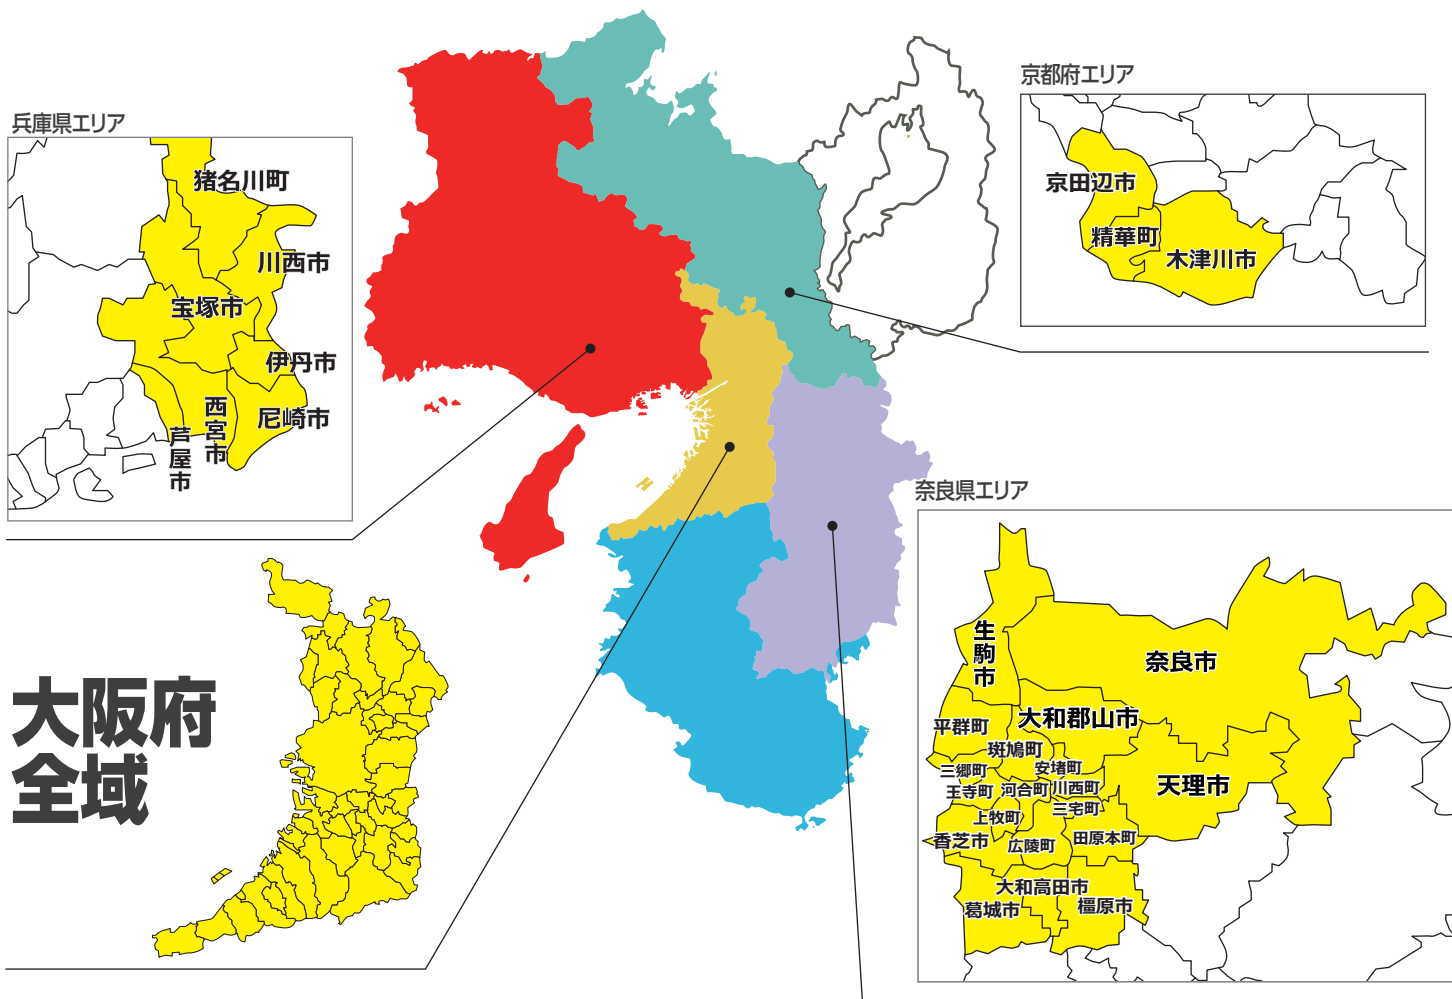 兵庫県エリア
猪名川町
川西市
宝塚市
伊丹市
尼崎市
西宮市
芦屋市
京都府エリア
京田辺市
精華町
木津川市
大阪府
全域
奈良県エリア
生駒市
奈良市
平群町
大和郡山市
斑鳩町
三郷町
安堵町
王寺町
河合町
川西町
天理市
三宅町
上牧町
香芝市
広陵町
田原本町
大和高田市
葛城市
橿原市